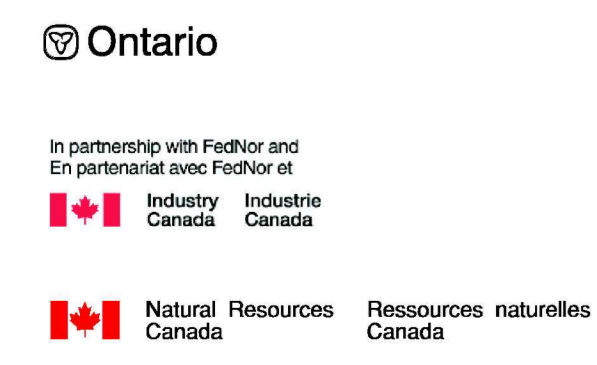 Ontario
In partnership with FedNor and
En partenariat avec FedNor et
Industry Industrie
Canada Canada
Natural Resources Ressources naturelles
Canada Canada